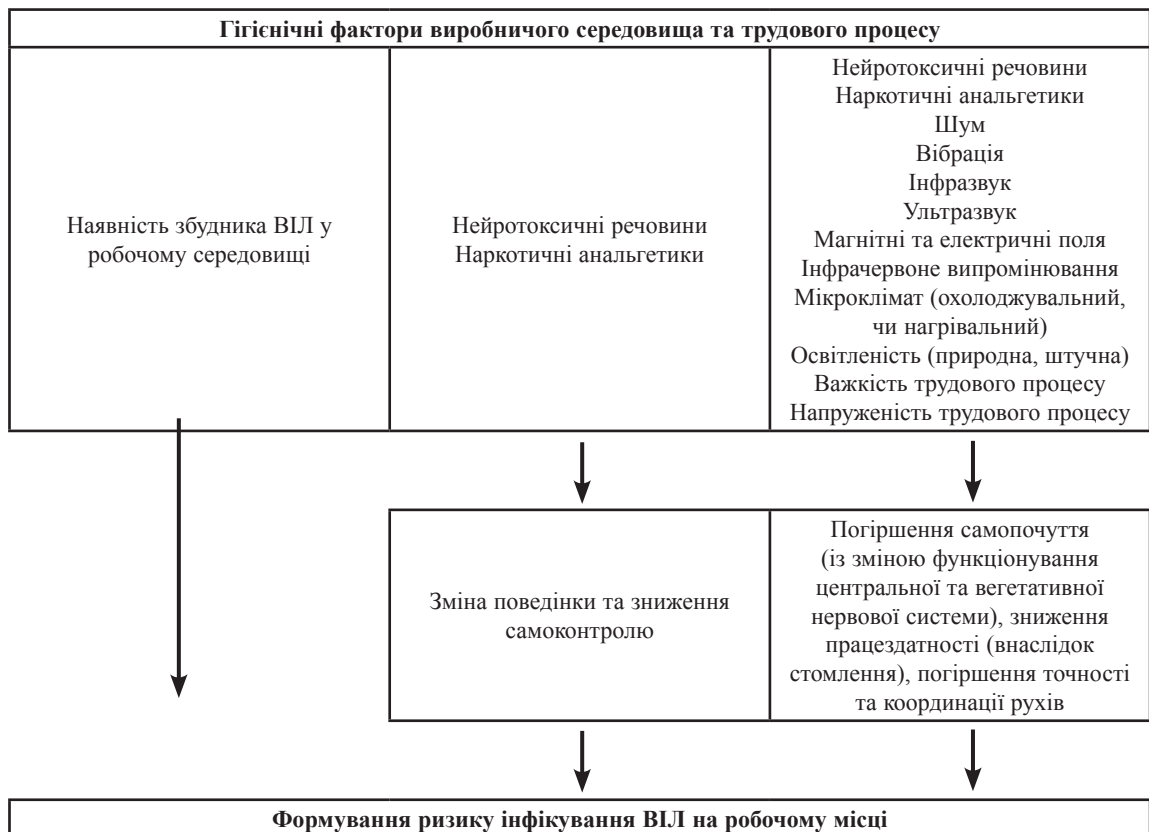 Гігієнічні фактори виробничого середовища та трудового процесу
Наявність збудника ВІЛ у
робочому середовищі
Нейротоксичні речовини
Наркотичні анальгетики
Нейротоксичні речовини
Наркотичні анальгетики
Шум
Вібрація
Інфразвук
Ультразвук
Магнітні та електричні поля
Інфрачервоне випромінювання
Мікроклімат (охолоджувальний,
чи нагрівальний)
Освітленість (природна, штучна)
Важкість трудового процесу
Напруженість трудового процесу
Зміна поведінки та зниження
самоконтролю
Погіршення самопочуття
(із зміною функціонування
центральної та вегетативної
нервової системи), зниження
працездатності (внаслідок
стомлення), погіршення точності
та координації рухів
Формування ризику інфікування ВІЛ на робочому місці